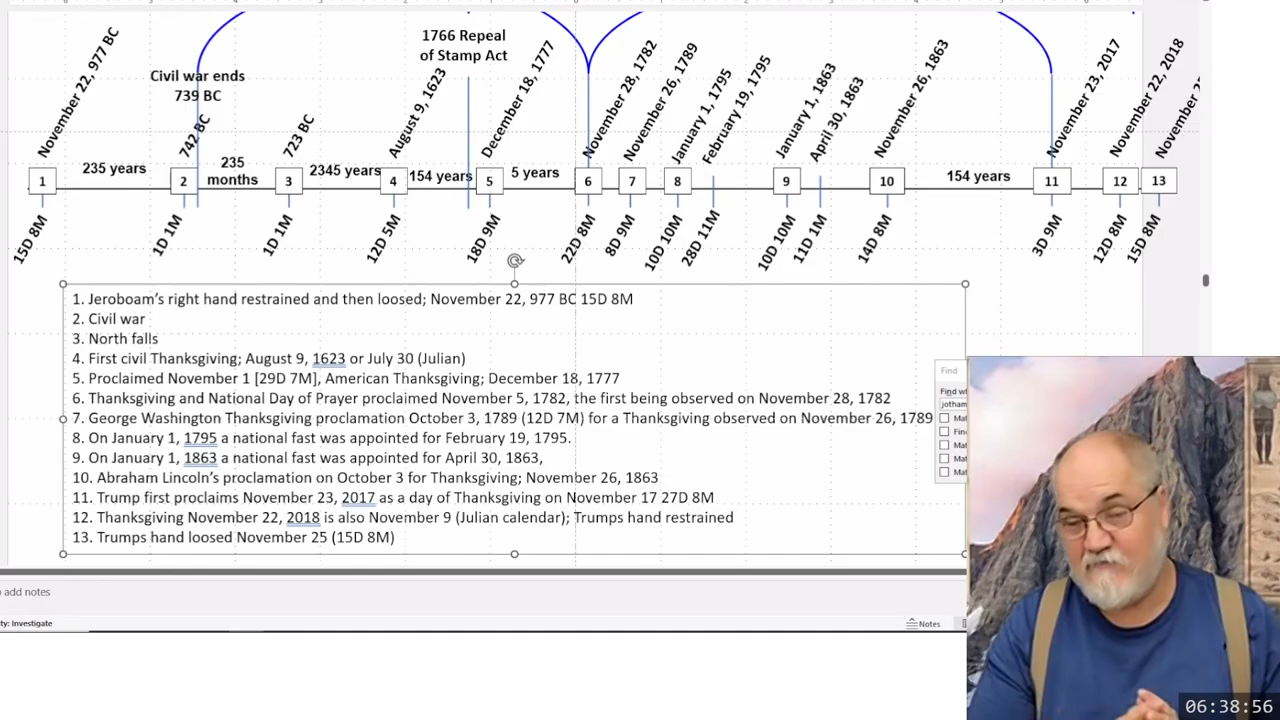 1766 Repeal
of Stamp Act
November 22, 977 BC
Civil war ends
739 BC
742 BC
723 BC
August 9, 1623
December 18, 1777
November 28, 1782
November 26, 1789
January 1, 1795
February 19, 1795
January 1, 1863
April 30, 1863
November 26, 1863
November 23, 2017
November 22, 2018
235 years
235
months
2345 years
154 years
5 years
154 years
1 2 3 4 5 6 7 8 9 10 11 12 13
15D 8M
1D 1M
1D 1M
12D 5M
18D 9M
22D 8M
8D 9M
10D 10M
28D 11M
10D 10M
11D 1M
14D 8M
3D 9M
12D 8M
15D 8M
1. Jeroboam’s right hand restrained and then loosed; November 22, 977 BC 15D 8M
2. Civil war
3. North falls
4. First civil Thanksgiving; August 9, 1623 or July 30 (Julian)
5. Proclaimed November 1 [29D 7M], American Thanksgiving; December 18, 1777
6. Thanksgiving and National Day of Prayer proclaimed November 5, 1782, the first being observed on November 28, 1782
7. George Washington Thanksgiving proclamation October 3, 1789 (12D 7M) for a Thanksgiving observed on November 26, 1789
8. On January 1, 1795 a national fast was appointed for February 19, 1795.
9. On January 1, 1863 a national fast was appointed for April 30, 1863,
10. Abraham Lincoln’s proclamation on October 3 for Thanksgiving; November 26, 1863
11. Trump first proclaims November 23, 2017 as a day of Thanksgiving on November 17 27D 8M
12. Thanksgiving November 22, 2018 is also November 9 (Julian calendar); Trumps hand restrained
13. Trumps hand loosed November 25 (15D 8M)
Find
Find w
jotham
Mat
Fin
Mat
Mat
Mat
add notes
ty: Investigate
Notes
06:38:56